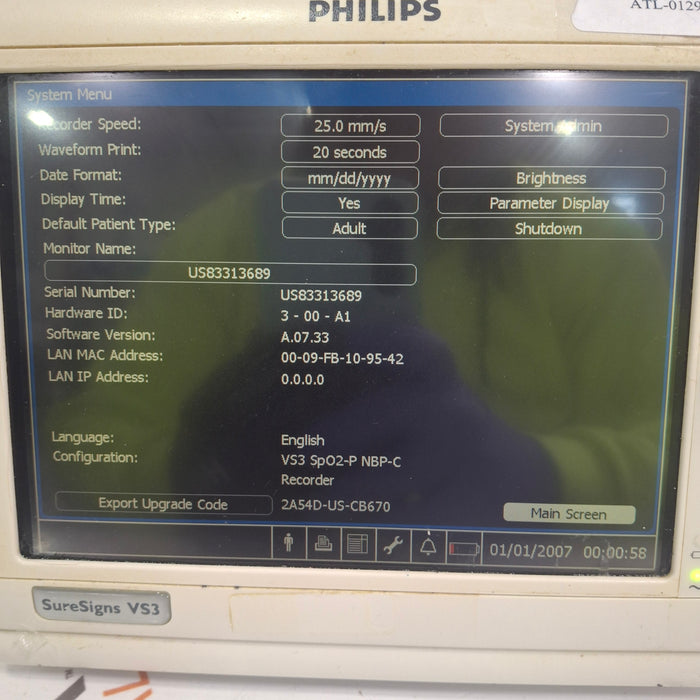 PHILIPS
ATL-0129
System Menu
Recorder Speed: 25.0 mm/s System Admin
Waveform Print: 20 seconds
Date Format: mm/dd/yyyy Brightness
Display Time: Yes Parameter Display
Default Patient Type: Adult Shutdown
Monitor Name:
US83313689
Serial Number: US83313689
Hardware ID: 3 - 00 - A1
Software Version: A.07.33
LAN MAC Address: 00-09-FB-10-95-42
LAN IP Address: 0.0.0.0
Language: English
Configuration: VS3 SpO2-P NBP-C
Recorder
Export Upgrade Code 2A54D-US-CB670 Main Screen
01/01/2007 00:00:58
SureSigns VS3